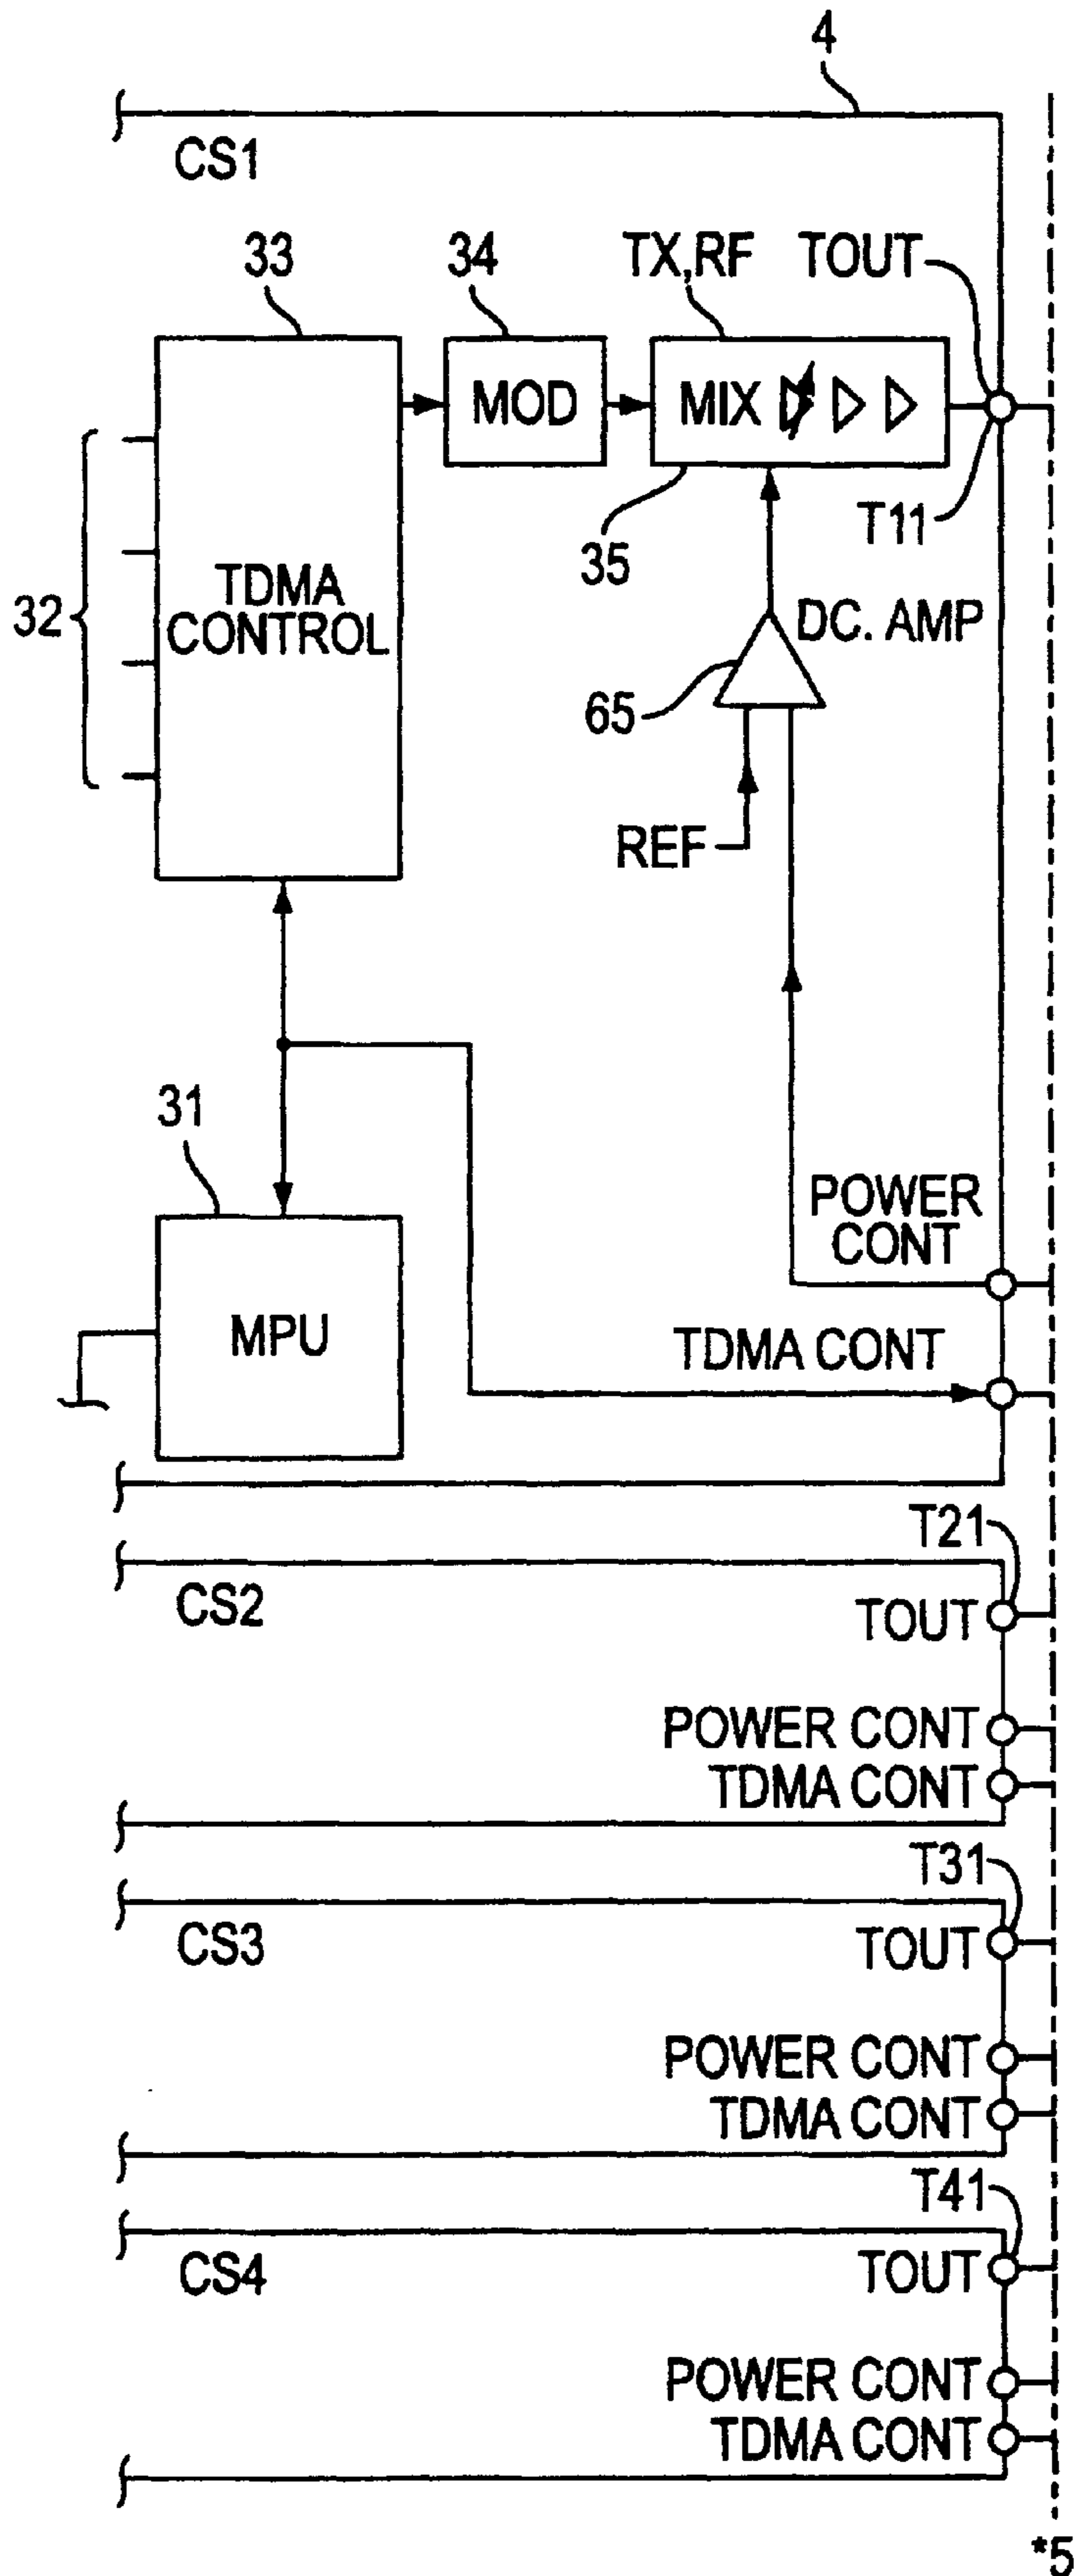 4
CS1
33
34
TX,RF
TOUT
MOD
MIX
T11
35
32
TDMA
CONTROL
DC. AMP
65
REF
31
POWER
CONT
MPU
TDMA CONT
T21
CS2
TOUT
POWER CONT
TDMA CONT
T31
CS3
TOUT
POWER CONT
TDMA CONT
T41
CS4
TOUT
POWER CONT
TDMA CONT
*5